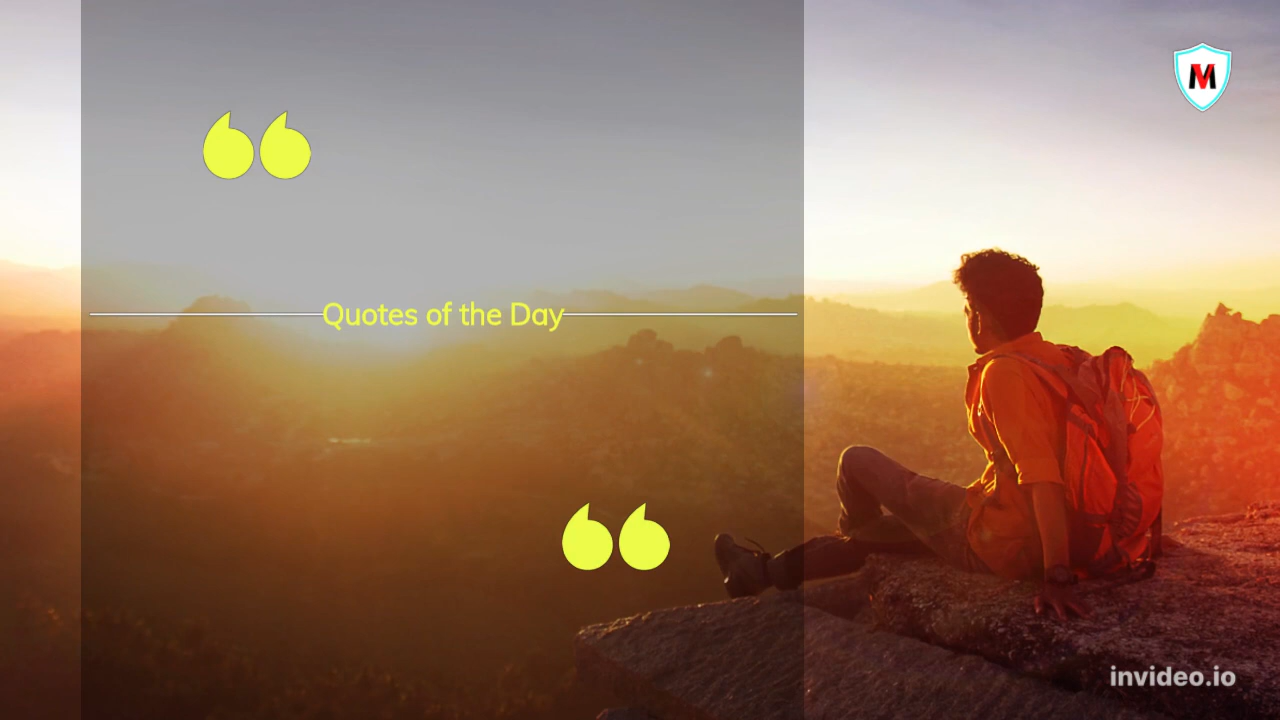 M
“
Quotes of the Day
“
invideo.io